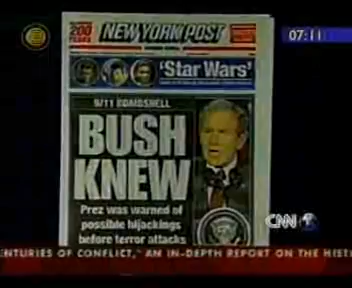 200
YEARS
NEW YORK POST
07:11
'Star Wars'
9/11 BOMBSHELL
BUSH
KNEW
Prez was warned of
possible hijackings
before terror attacks
CNN
ENTURIES OF CONFLICT," AN IN-DEPTH REPORT ON THE HIST